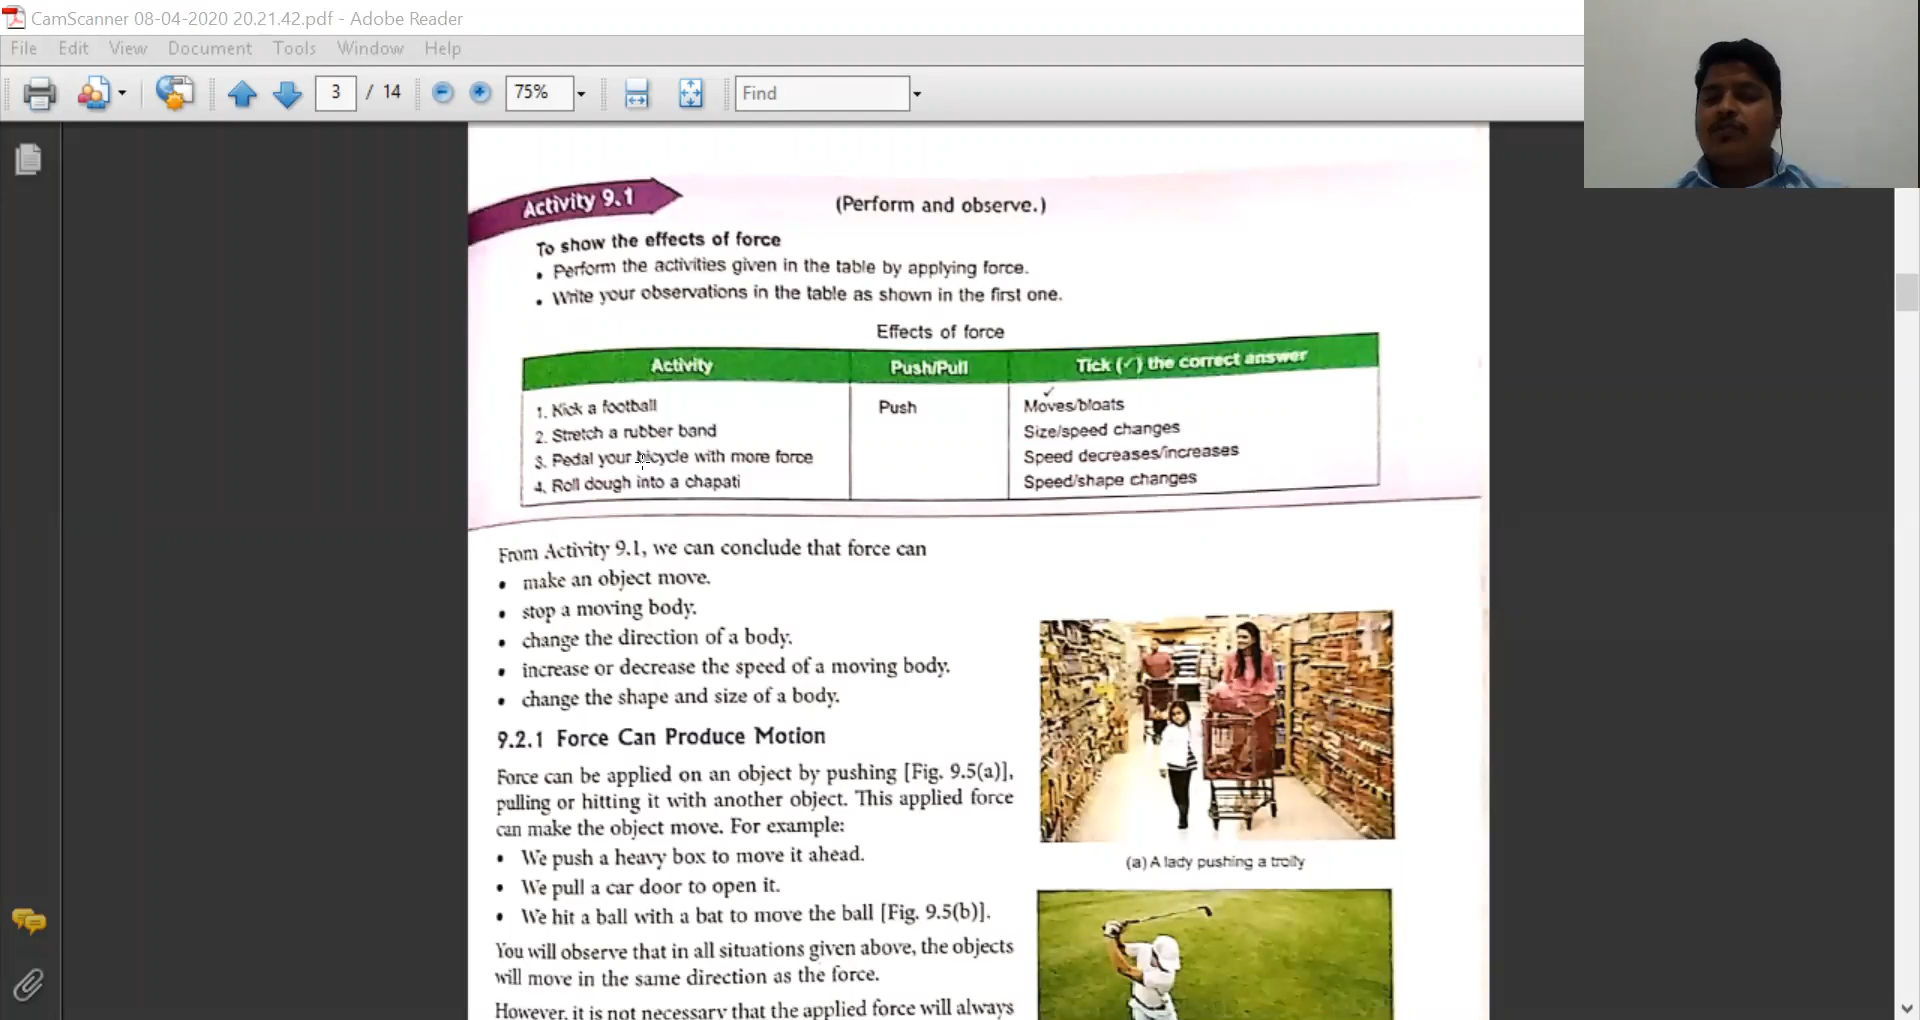 CamScanner 08-04-2020 20.21.42.pdf - Adobe Reader
File Edit View Document Tools Window Help
3 / 14 75% Find
Activity 9.1
(Perform and observe.)
To show the effects of force
• Perform the activities given in the table by applying force.
• Write your observations in the table as shown in the first one.
Effects of force
Activity Push/Pull Tick (✓) the correct answer
1. Kick a football Push Moves/bloats
2. Stretch a rubber band Size/speed changes
3. Pedal your bicycle with more force Speed decreases/increases
4. Roll dough into a chapati Speed/shape changes
From Activity 9.1, we can conclude that force can
• make an object move.
• stop a moving body.
• change the direction of a body.
• increase or decrease the speed of a moving body.
• change the shape and size of a body.
9.2.1 Force Can Produce Motion
Force can be applied on an object by pushing [Fig. 9.5(a)],
pulling or hitting it with another object. This applied force
can make the object move. For example:
• We push a heavy box to move it ahead.
• We pull a car door to open it.
• We hit a ball with a bat to move the ball [Fig. 9.5(b)].
You will observe that in all situations given above, the objects
will move in the same direction as the force.
However, it is not necessary that the applied force will always
(a) A lady pushing a trolly